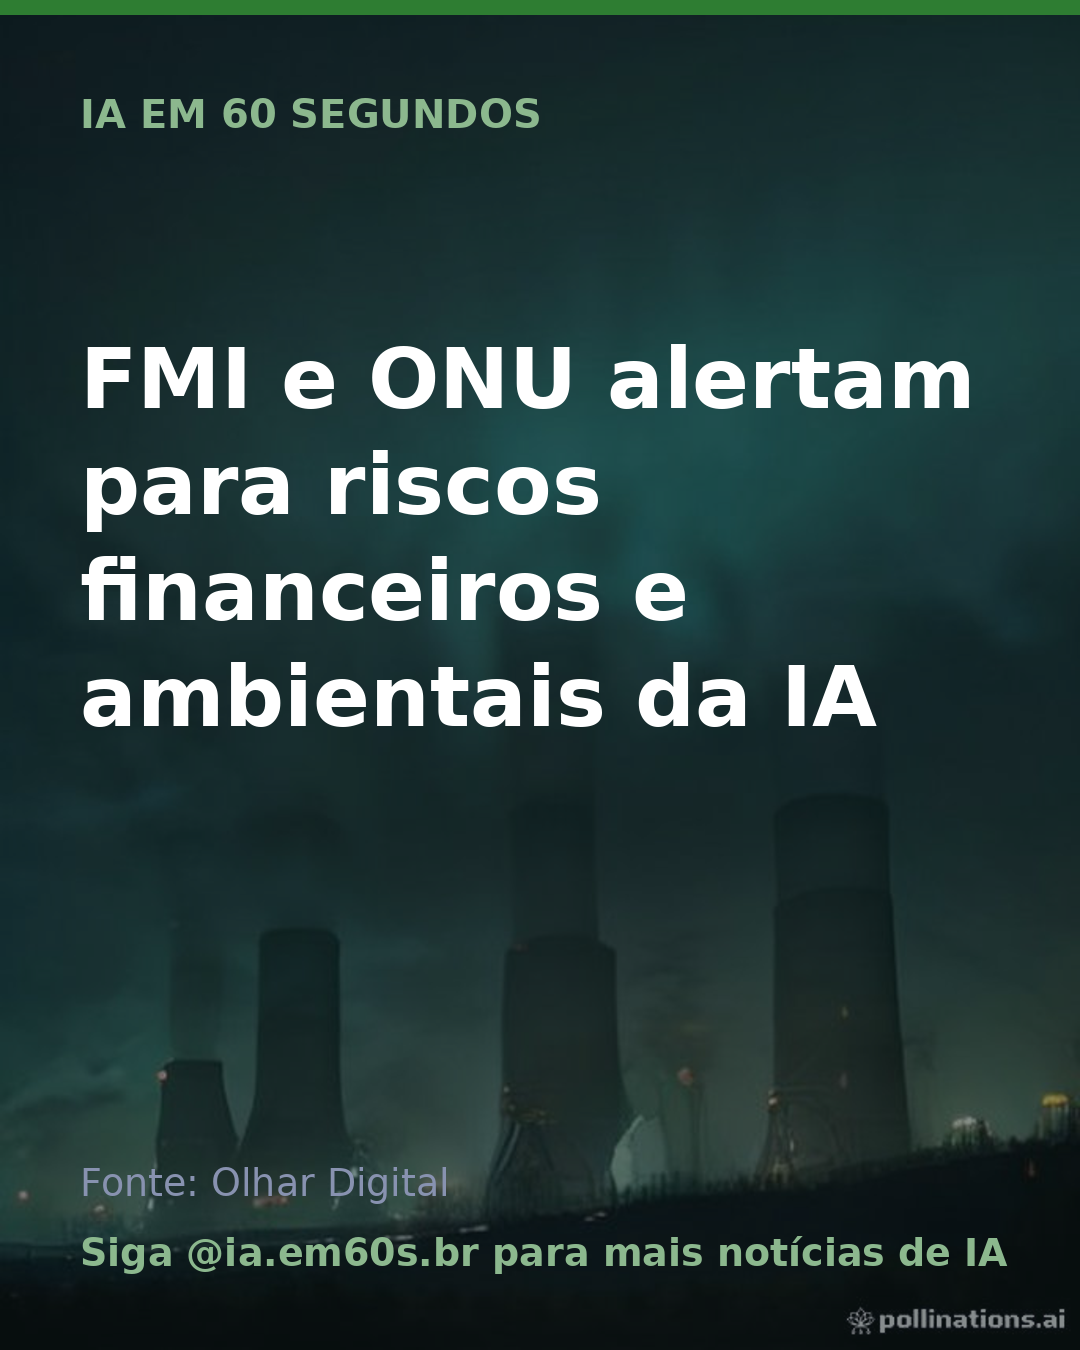 IA EM 60 SEGUNDOS
FMI e ONU alertam
para riscos
financeiros e
ambientais da IA
Fonte: Olhar Digital
Siga @ia.em60s.br para mais notícias de IA
pollinations.ai